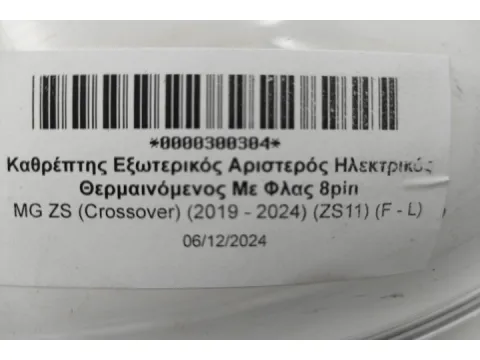 *0000300304*
Καθρέπτης Εξωτερικός Αριστερός Ηλεκτρικός
Θερμαινόμενος Με Φλας 8pin
MG ZS (Crossover) (2019 - 2024) (ZS11) (F - L)
06/12/2024